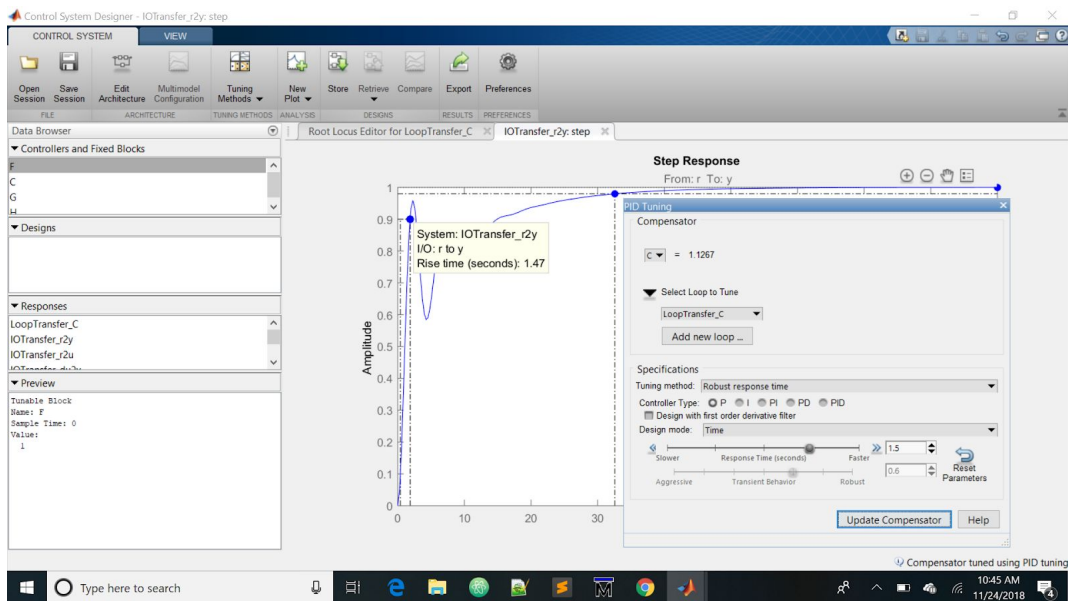 Control System Designer - IOTransfer_r2y: step
CONTROL SYSTEM
VIEW
Open Session
Save Session
Edit Architecture
Multimodel Configuration
Tuning Methods
New Plot
Store
Retrieve
Compare
Export
Preferences
FILE
ARCHITECTURE
TUNING METHODS
ANALYSIS
DESIGNS
RESULTS
PREFERENCES
Data Browser
Root Locus Editor for LoopTransfer_C
IOTransfer_r2y: step
Controllers and Fixed Blocks
F
C
G
H
Designs
Responses
LoopTransfer_C
IOTransfer_r2y
IOTransfer_r2u
IOTransfer_du2y
Preview
Tunable Block
Name: F
Sample Time: 0
Value:
1
Step Response
From: r To: y
Amplitude
1
0.9
0.8
0.7
0.6
0.5
0.4
0.3
0.2
0.1
0
0
10
20
30
System: IOTransfer_r2y
I/O: r to y
Rise time (seconds): 1.47
PID Tuning
Compensator
C = 1.1267
Select Loop to Tune
LoopTransfer_C
Add new loop ...
Specifications
Tuning method: Robust response time
Controller Type: P I PI PD PID
Design with first order derivative filter
Design mode: Time
1.5
Slower Response Time (seconds) Faster
0.6
Aggressive Transient Behavior Robust
Reset Parameters
Update Compensator
Help
Compensator tuned using PID tuning
Type here to search
10:45 AM
11/24/2018
4